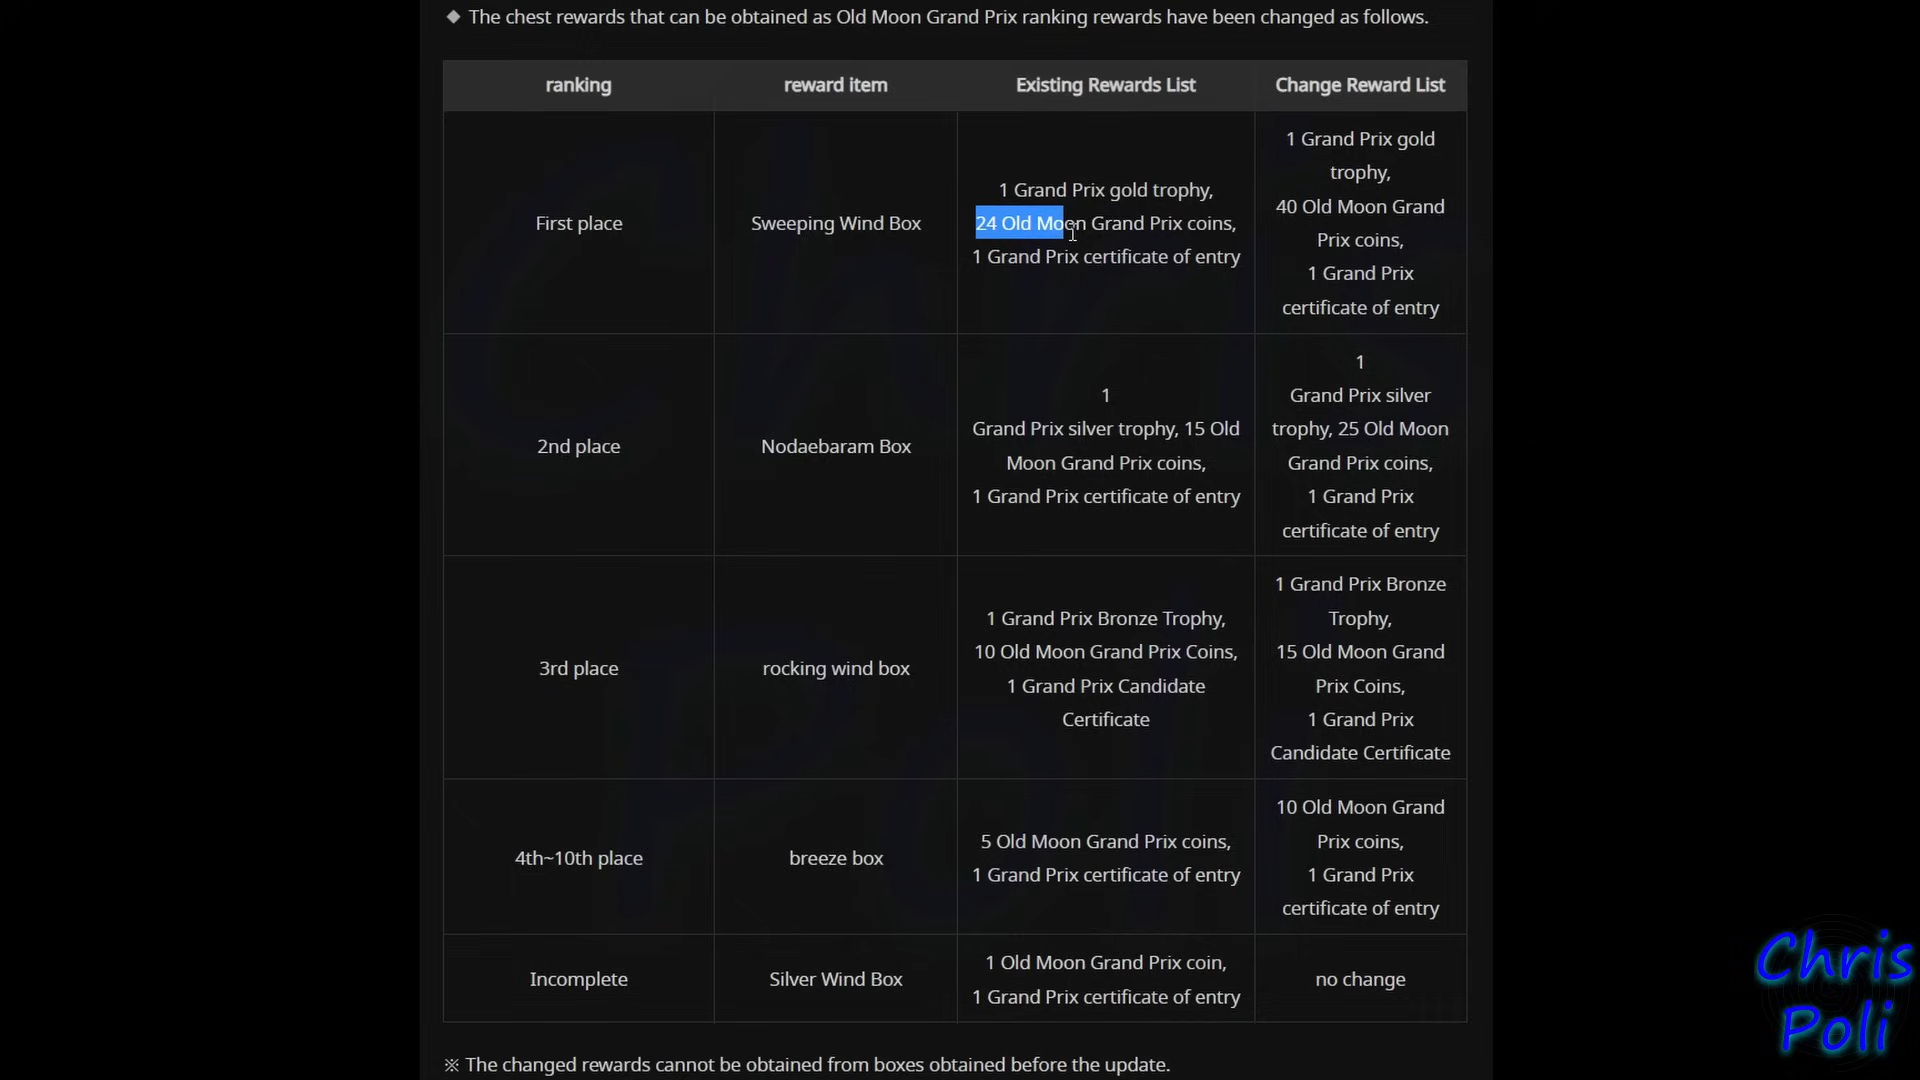 ◆ The chest rewards that can be obtained as Old Moon Grand Prix ranking rewards have been changed as follows.
ranking
reward item
Existing Rewards List
Change Reward List
First place
Sweeping Wind Box
1 Grand Prix gold trophy,
24 Old Moon Grand Prix coins,
1 Grand Prix certificate of entry
1 Grand Prix gold
trophy,
40 Old Moon Grand
Prix coins,
1 Grand Prix
certificate of entry
2nd place
Nodaebaram Box
1
Grand Prix silver trophy, 15 Old
Moon Grand Prix coins,
1 Grand Prix certificate of entry
1
Grand Prix silver
trophy, 25 Old Moon
Grand Prix coins,
1 Grand Prix
certificate of entry
3rd place
rocking wind box
1 Grand Prix Bronze Trophy,
10 Old Moon Grand Prix Coins,
1 Grand Prix Candidate
Certificate
1 Grand Prix Bronze
Trophy,
15 Old Moon Grand
Prix Coins,
1 Grand Prix
Candidate Certificate
4th~10th place
breeze box
5 Old Moon Grand Prix coins,
1 Grand Prix certificate of entry
10 Old Moon Grand
Prix coins,
1 Grand Prix
certificate of entry
Incomplete
Silver Wind Box
1 Old Moon Grand Prix coin,
1 Grand Prix certificate of entry
no change
※ The changed rewards cannot be obtained from boxes obtained before the update.
Chris
Poli